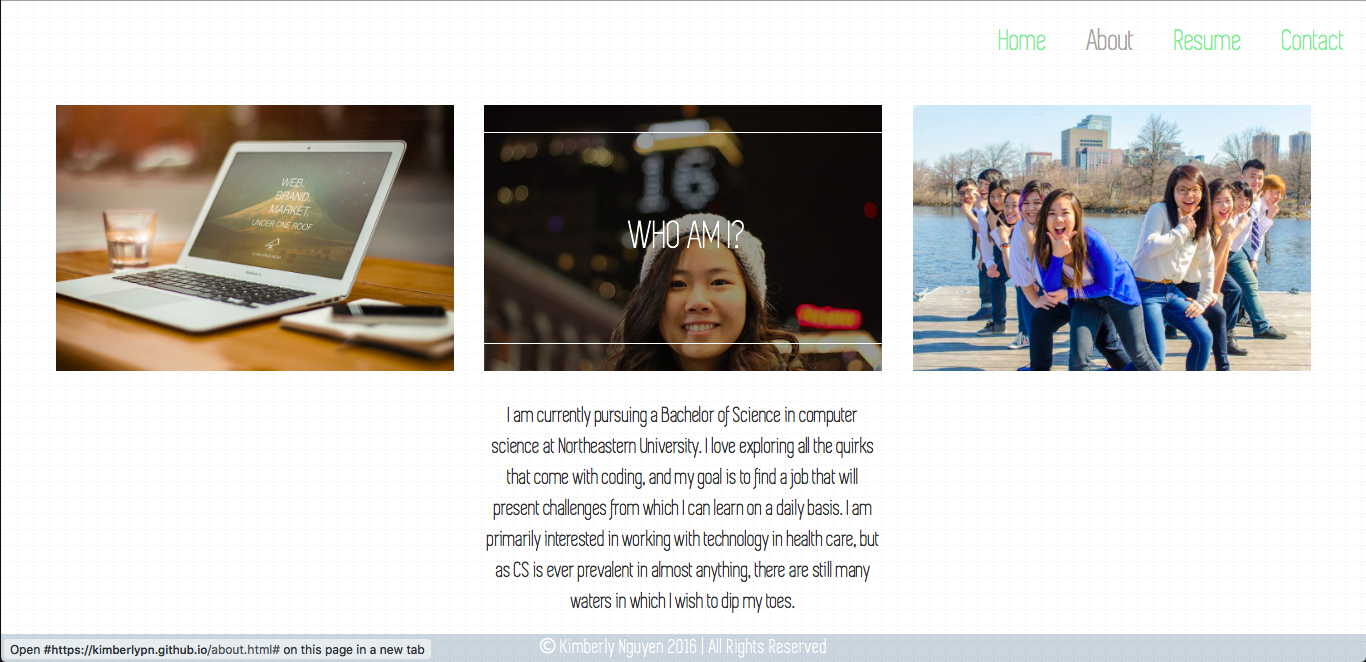 Home About Resume Contact
WEB.
BRAND.
MARKET.
UNDER ONE ROOF
16
WHO AM I?
I am currently pursuing a Bachelor of Science in computer
science at Northeastern University. I love exploring all the quirks
that come with coding, and my goal is to find a job that will
present challenges from which I can learn on a daily basis. I am
primarily interested in working with technology in health care, but
as CS is ever prevalent in almost anything, there are still many
waters in which I wish to dip my toes.
© Kimberly Nguyen 2016 | All Rights Reserved
Open #https://kimberlypn.github.io/about.html# on this page in a new tab